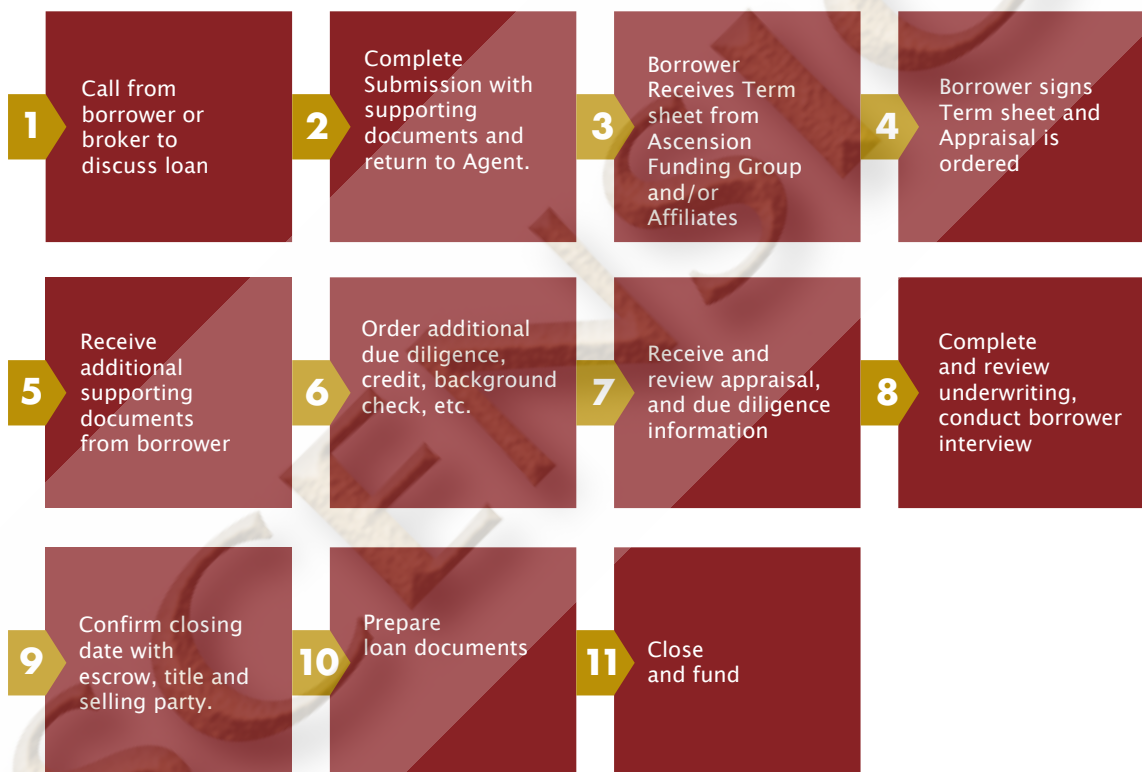 1
Call from
borrower or
broker to
discuss loan
2
Complete
Submission with
supporting
documents and
return to Agent.
3
Borrower
Receives Term
sheet from
Ascension
Funding Group
and/or
Affiliates
4
Borrower signs
Term sheet and
Appraisal is
ordered
5
Receive
additional
supporting
documents
from borrower
6
Order additional
due diligence,
credit, background
check, etc.
7
Receive and
review appraisal,
and due diligence
information
8
Complete
and review
underwriting,
conduct borrower
interview
9
Confirm closing
date with
escrow, title and
selling party.
10
Prepare
loan documents
11
Close
and fund